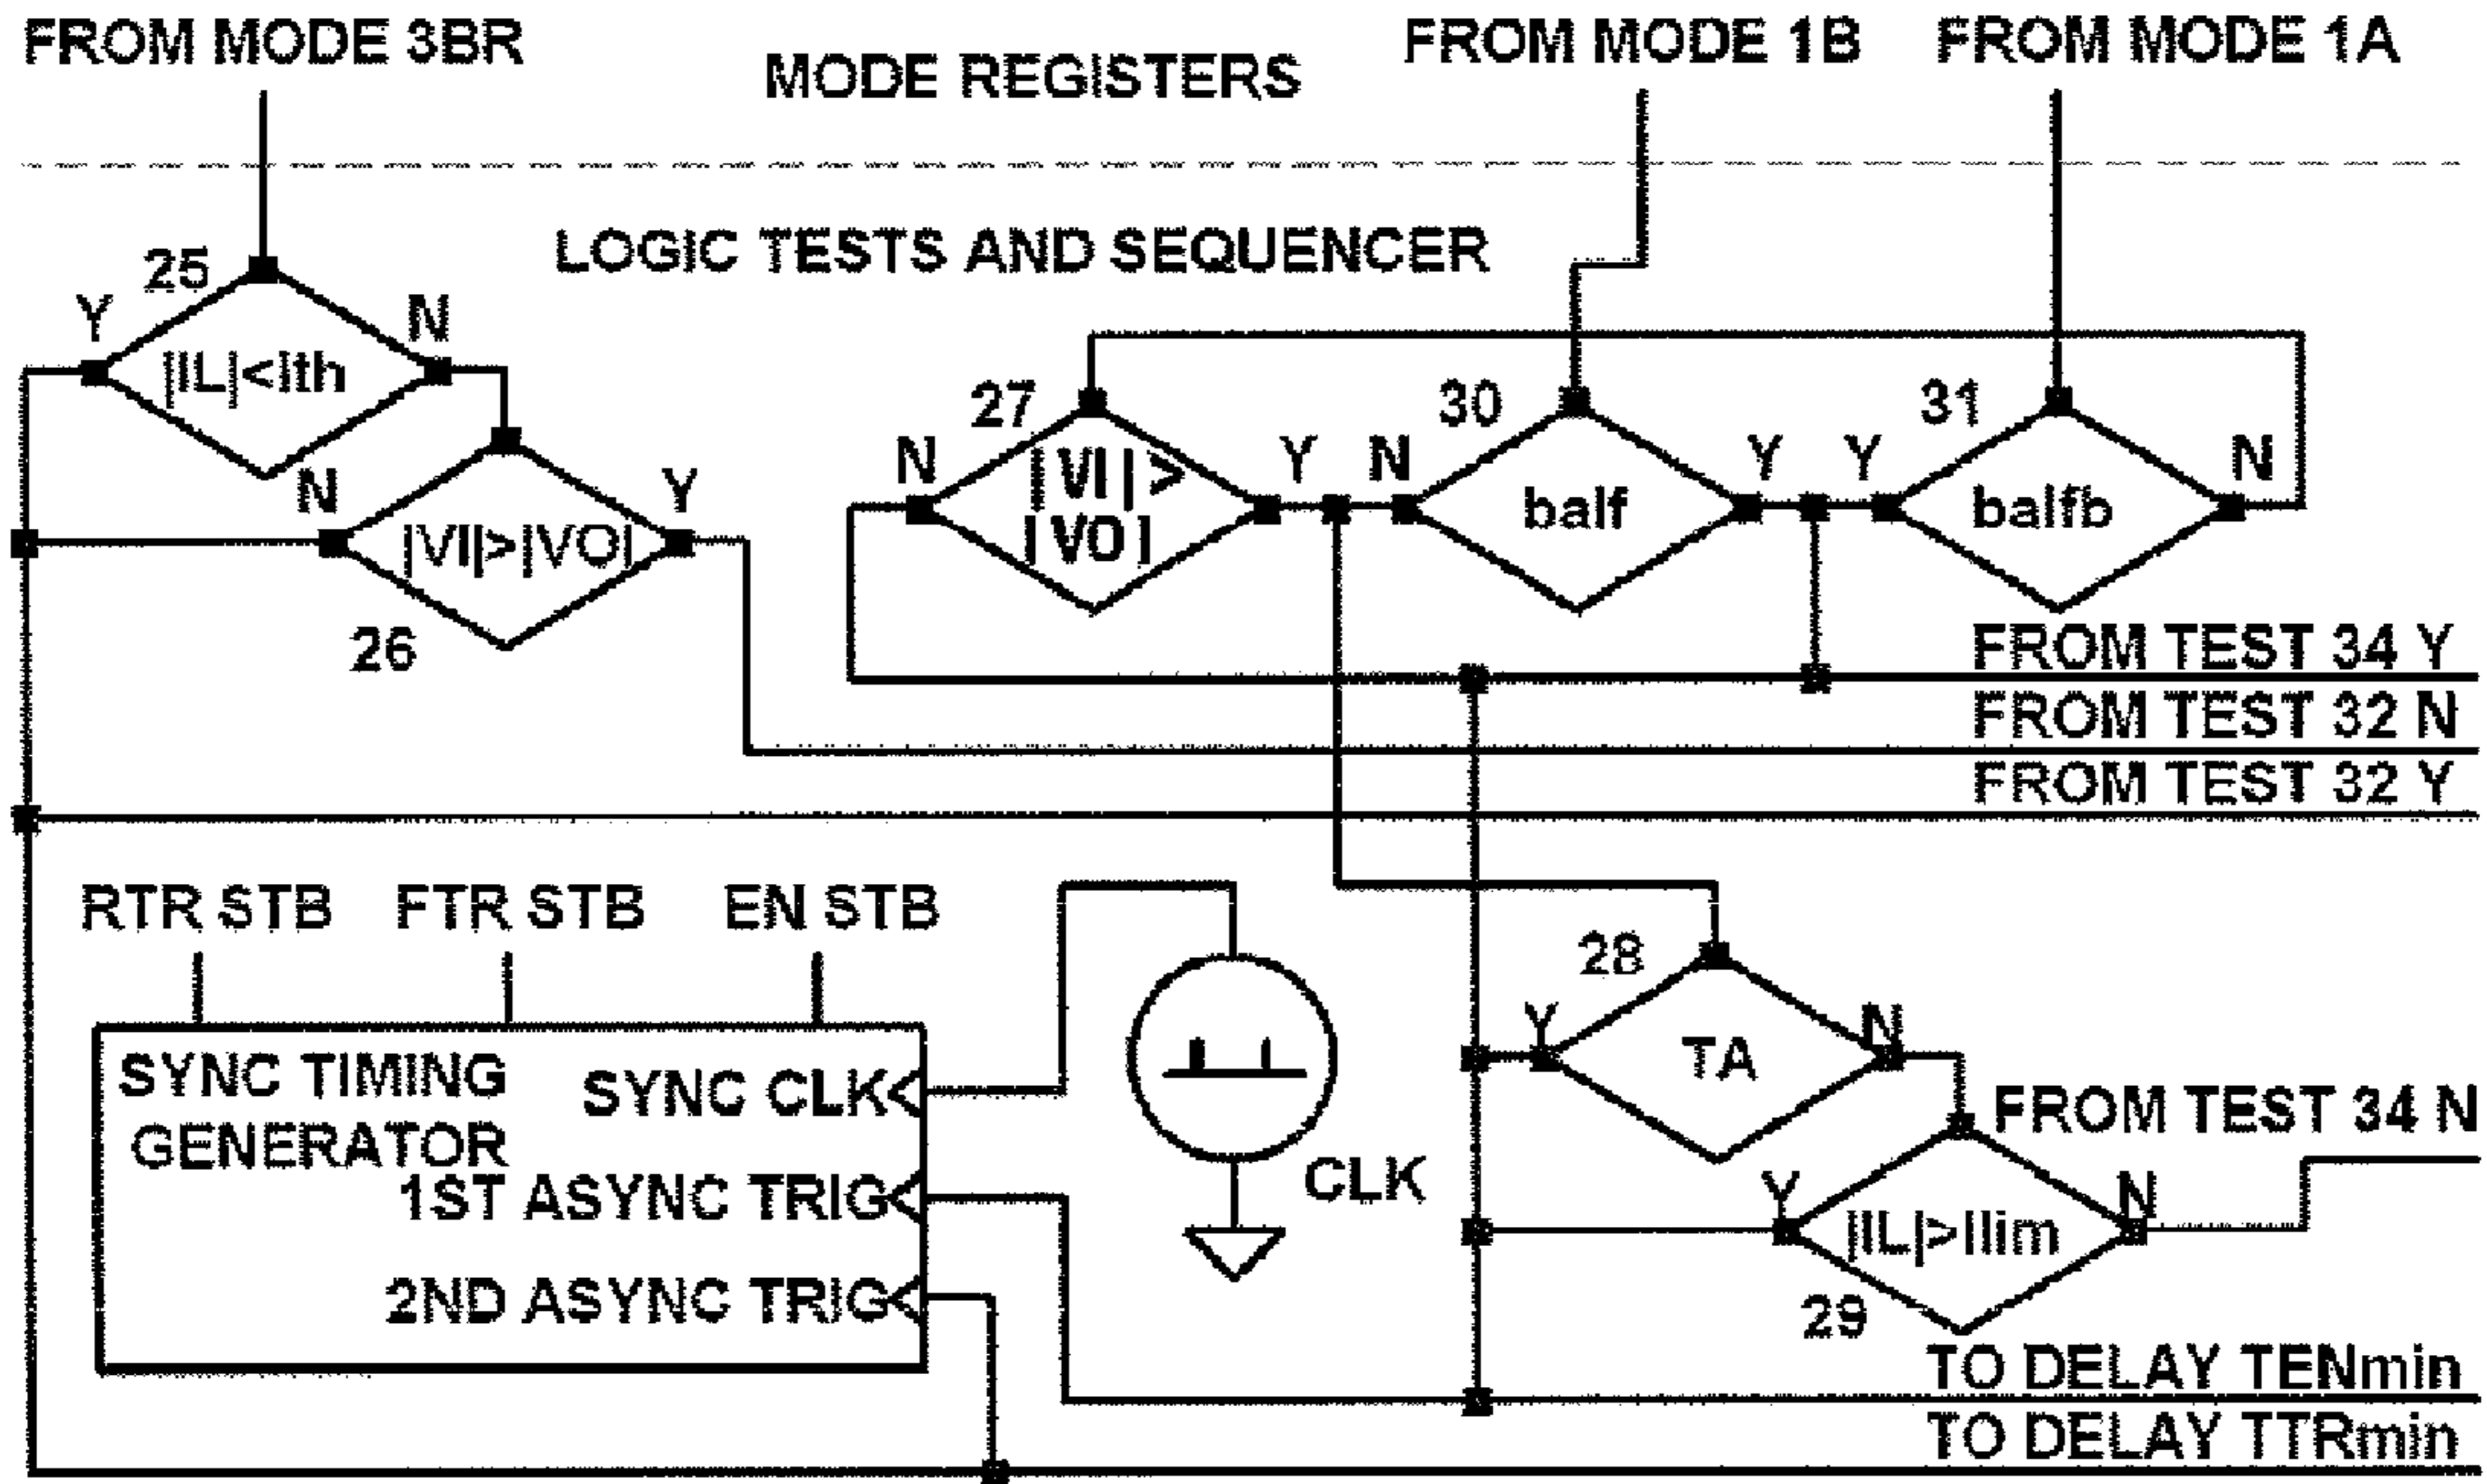 FROM MODE 3BR
MODE REGISTERS
FROM MODE 1B
FROM MODE 1A
LOGIC TESTS AND SEQUENCER
25
Y
N
|IL|<Ith
N
|VI|>|VO|
Y
26
27
N
|VI|>
|VO|
Y
30
N
balf
Y
31
Y
balfb
N
FROM TEST 34 Y
FROM TEST 32 N
FROM TEST 32 Y
RTR STB
FTR STB
EN STB
SYNC TIMING
GENERATOR
SYNC CLK
1ST ASYNC TRIG
2ND ASYNC TRIG
CLK
28
Y
TA
N
FROM TEST 34 N
Y
|IL|>Ilim
N
29
TO DELAY TENmin
TO DELAY TTRmin